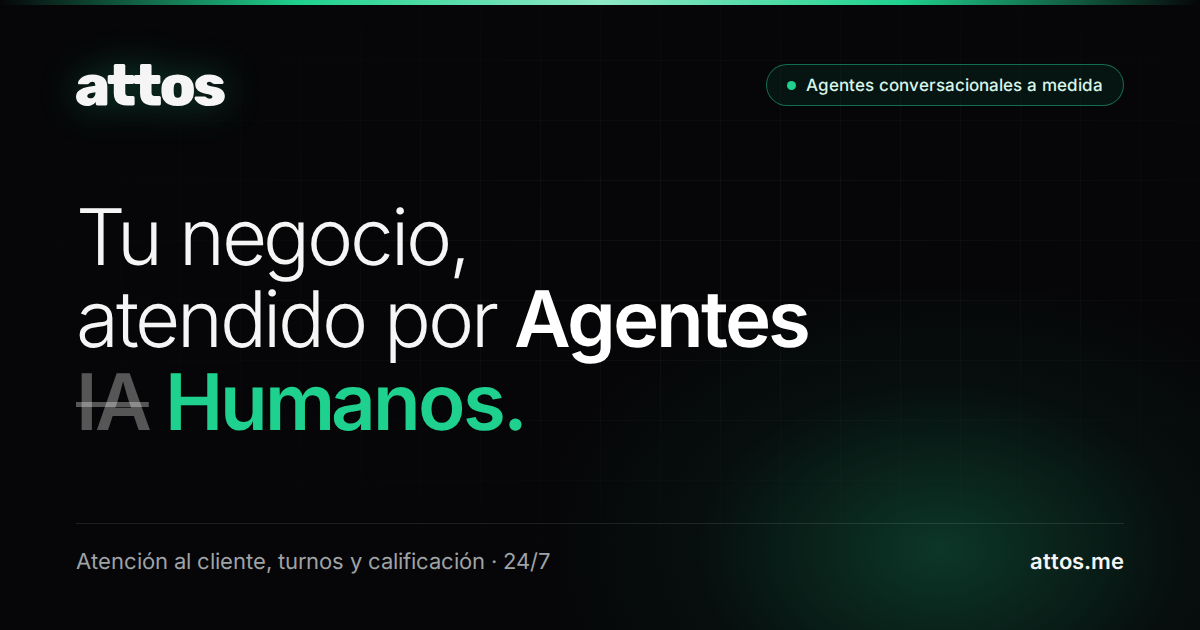 attos
Agentes conversacionales a medida
Tu negocio,
atendido por Agentes
IA Humanos.
Atención al cliente, turnos y calificación · 24/7
attos.me